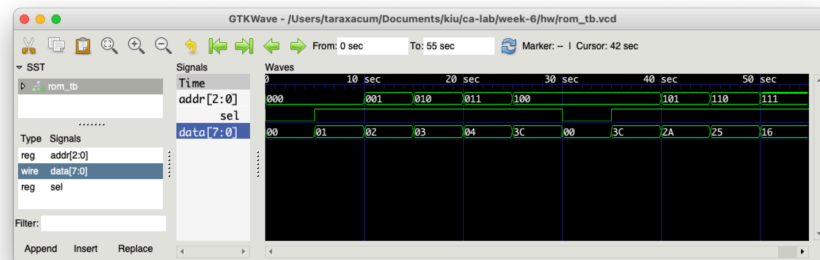 GTKWave - /Users/taraxacum/Documents/kiu/ca-lab/week-6/hw/rom_tb.vcd
From: 0 sec To: 55 sec Marker: -- | Cursor: 42 sec
SST
rom_tb
Type Signals
reg addr[2:0]
wire data[7:0]
reg sel
Filter:
Append Insert Replace
Signals
Time
addr[2:0]
sel
data[7:0]
Waves
0 10 sec 20 sec 30 sec 40 sec 50 sec
000 001 010 011 100 101 110 111
00 01 02 03 04 3C 00 3C 2A 25 16